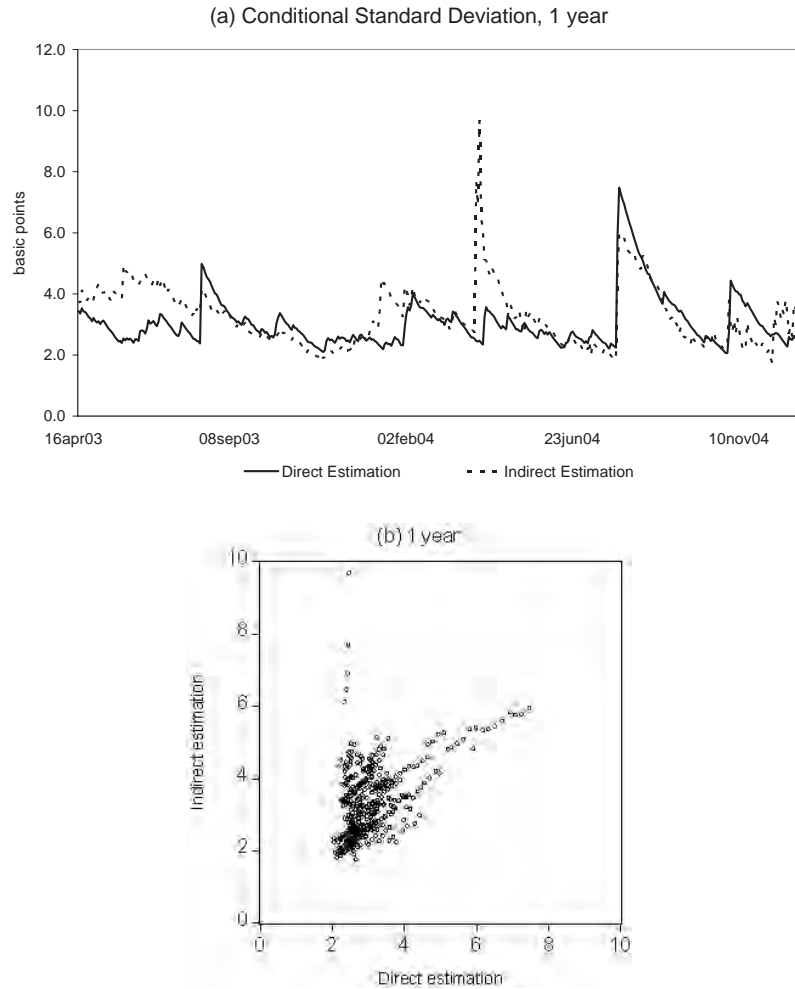 (a) Conditional Standard Deviation, 1 year
12.0
10.0
8.0
6.0
4.0
2.0
0.0
basic points
16apr03 08sep03 02feb04 23jun04 10nov04
Direct Estimation Indirect Estimation
(b) 1 year
10
8
6
4
2
0
Indirect estimation
0 2 4 6 8 10
Direct estimation